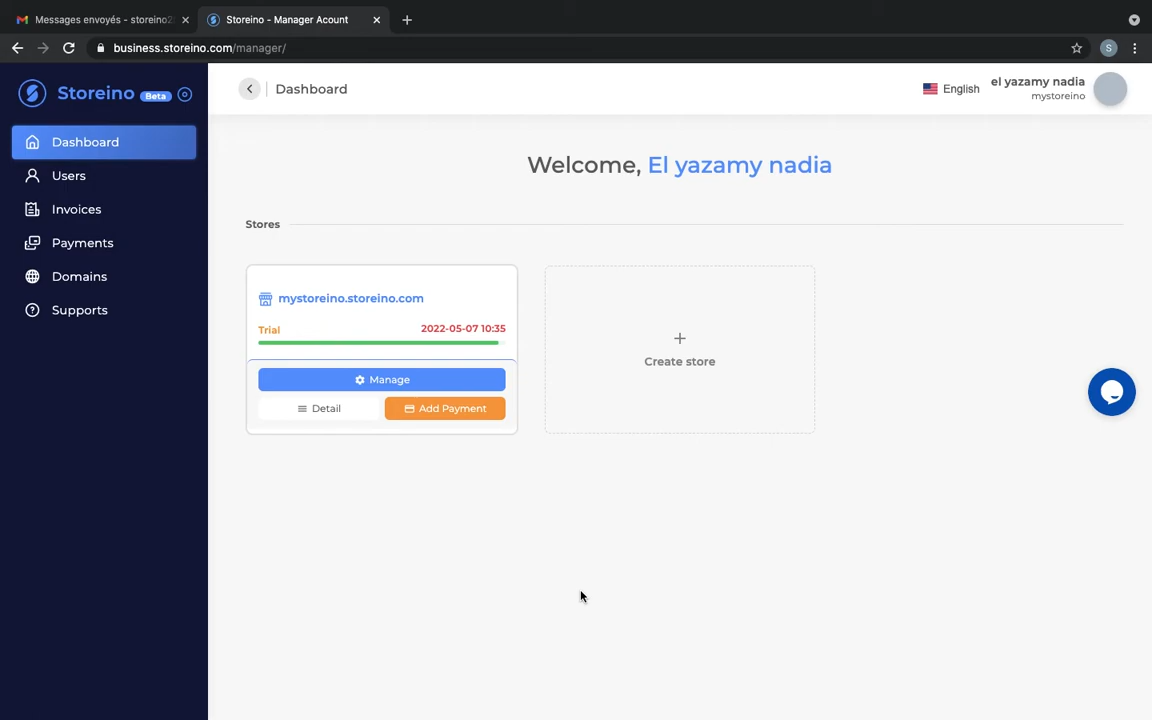 Messages envoyés - storeino2
Storeino - Manager Acount
business.storeino.com/manager/
S
Storeino Beta
Dashboard
Users
Invoices
Payments
Domains
Supports
Dashboard
English
el yazamy nadia
mystoreino
Welcome, El yazamy nadia
Stores
mystoreino.storeino.com
Trial
2022-05-07 10:35
Manage
Detail
Add Payment
+
Create store